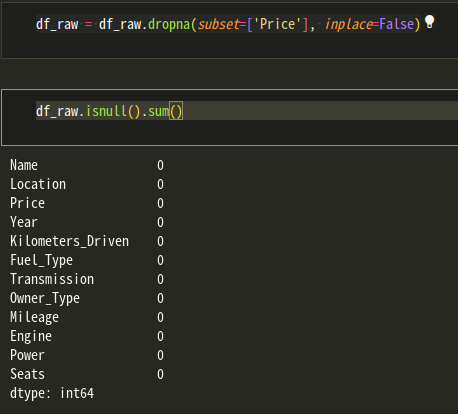 df_raw = df_raw.dropna(subset=['Price'], inplace=False)
df_raw.isnull().sum()
Name 0
Location 0
Price 0
Year 0
Kilometers_Driven 0
Fuel_Type 0
Transmission 0
Owner_Type 0
Mileage 0
Engine 0
Power 0
Seats 0
dtype: int64